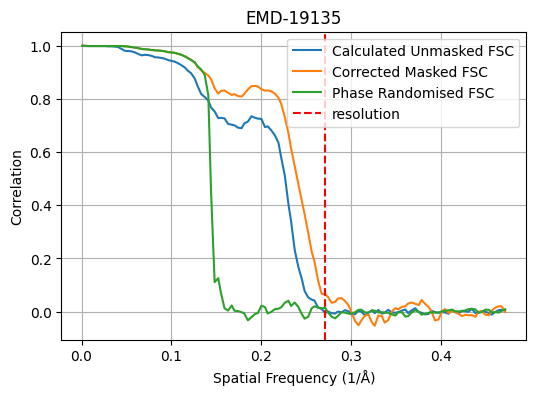 EMD-19135
1.0
0.8
0.6
0.4
0.2
0.0
Correlation
Calculated Unmasked FSC
Corrected Masked FSC
Phase Randomised FSC
resolution
0.0 0.1 0.2 0.3 0.4
Spatial Frequency (1/Å)